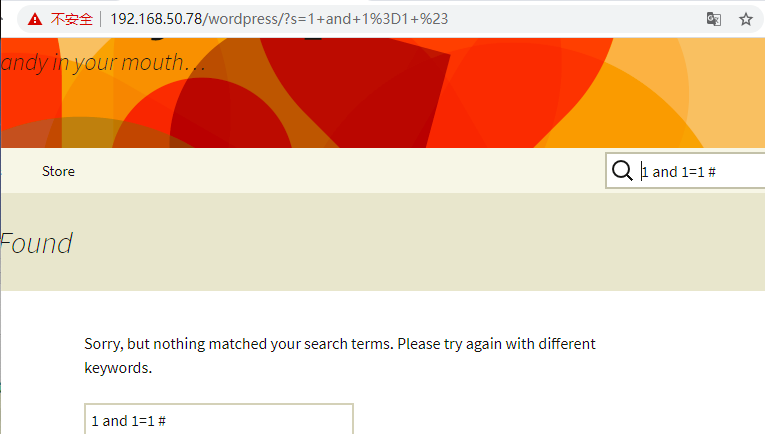 不安全 192.168.50.78/wordpress/?s=1+and+1%3D1+%23
andy in your mouth...
Store
1 and 1=1 #
Found
Sorry, but nothing matched your search terms. Please try again with different
keywords.
1 and 1=1 #